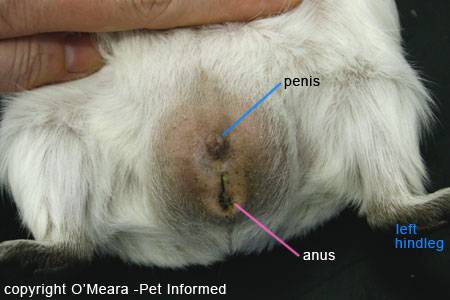 penis
anus
left
hindleg
copyright O'Meara -Pet Informed